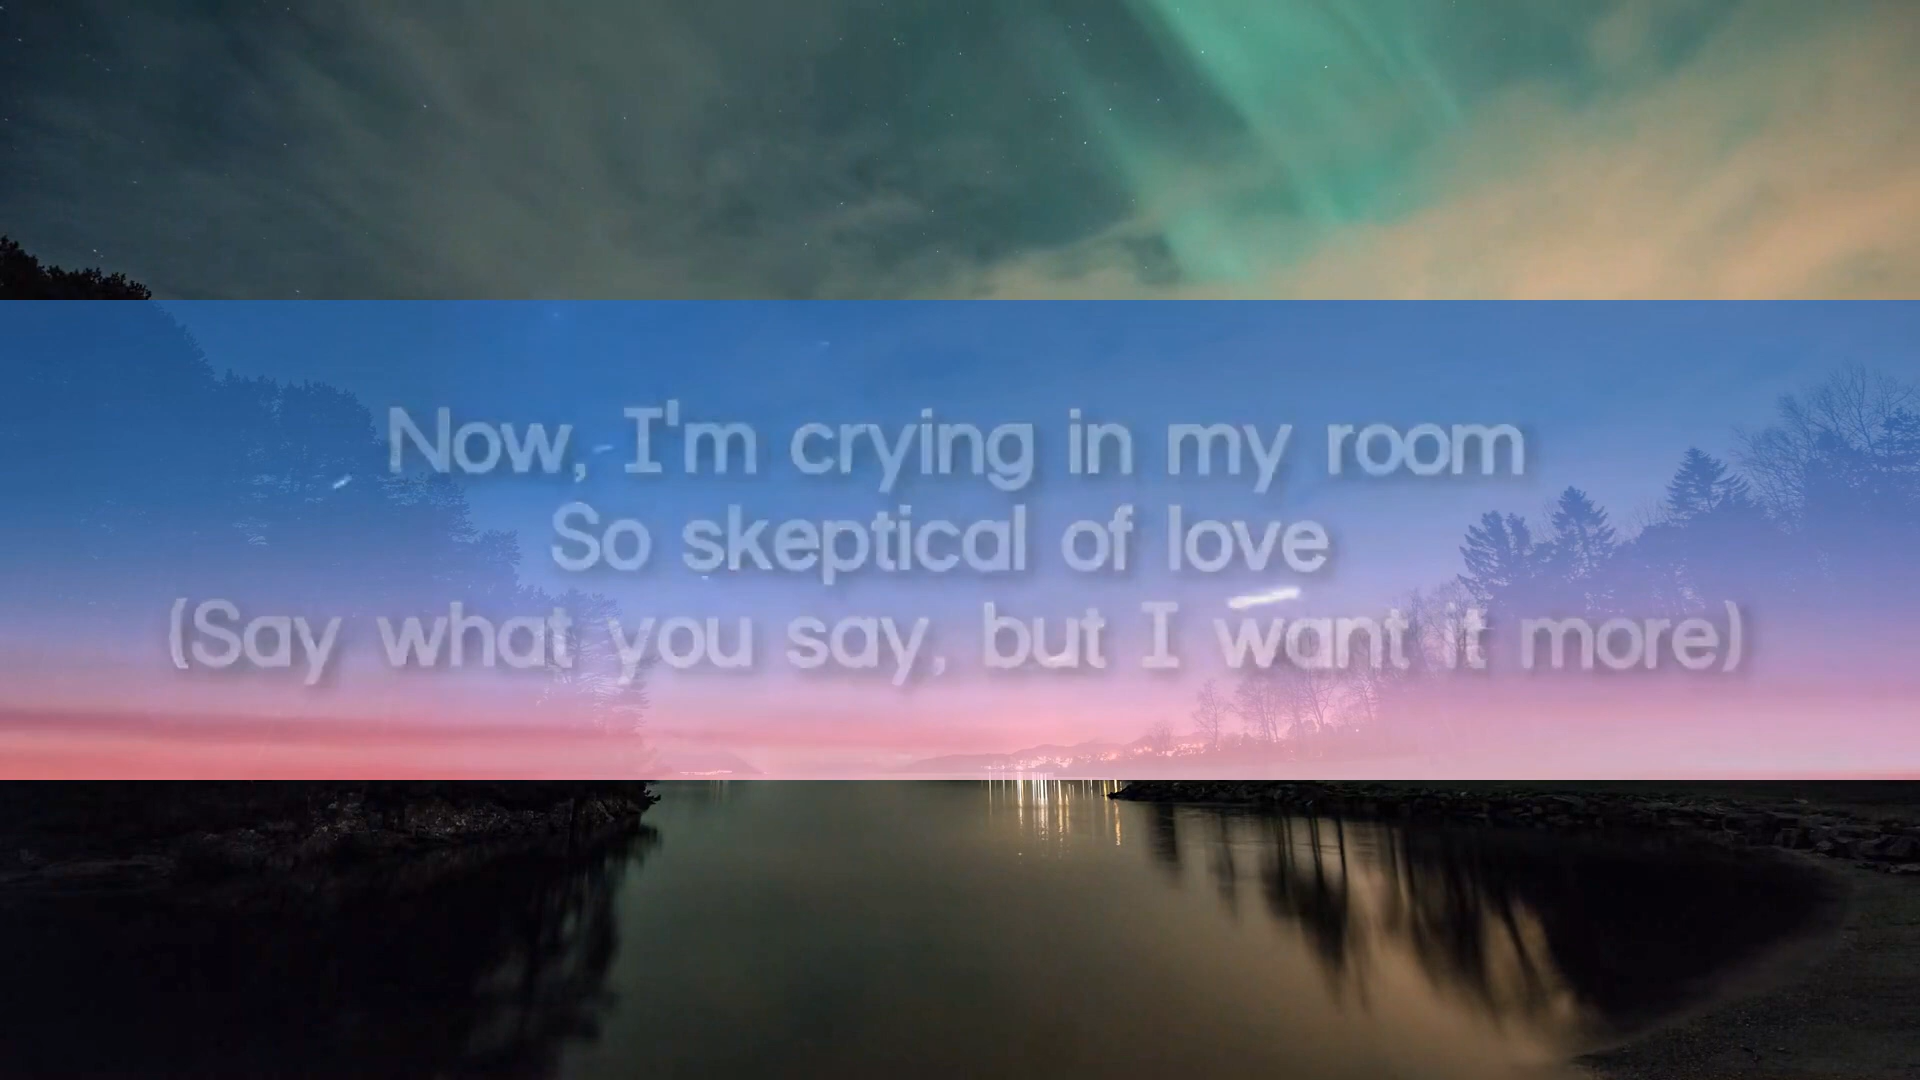 Now, I'm crying in my room
So skeptical of love
(Say what you say, but I want it more)